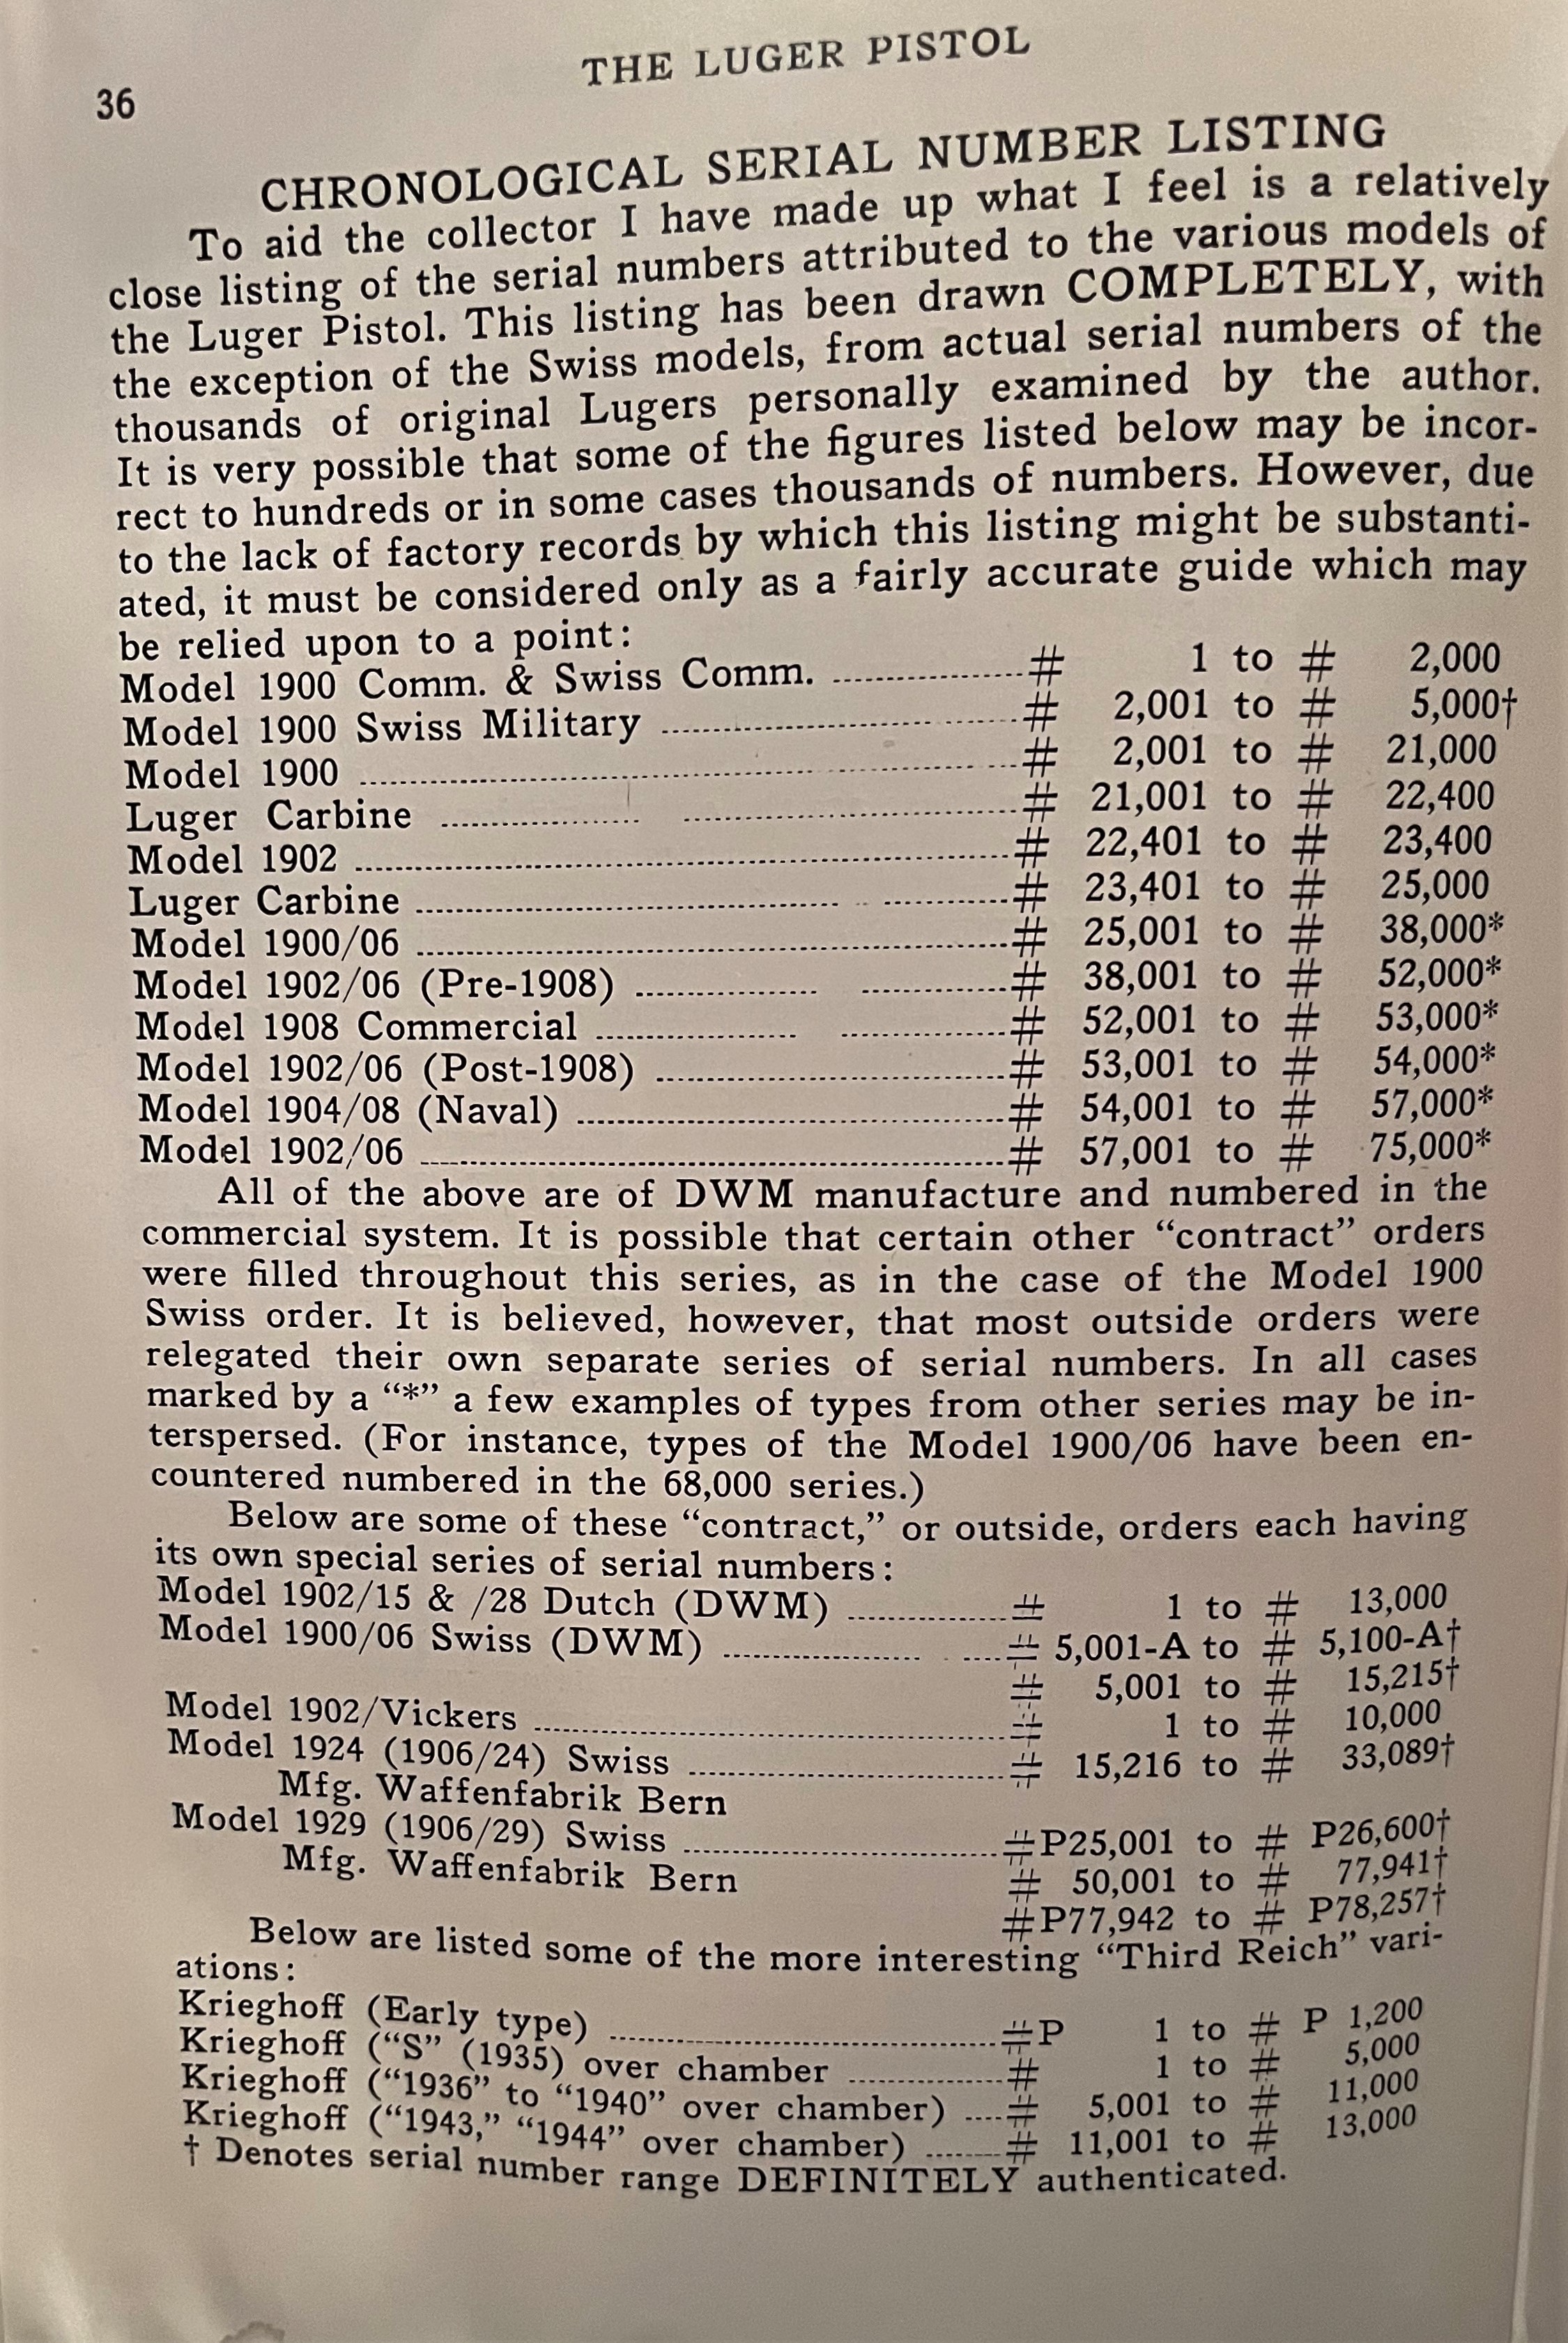 THE LUGER PISTOL
36
CHRONOLOGICAL SERIAL NUMBER LISTING
To aid the collector I have made up what I feel is a relatively
close listing of the serial numbers attributed to the various models of
the Luger Pistol. This listing has been drawn COMPLETELY, with
the exception of the Swiss models, from actual serial numbers of the
thousands of original Lugers personally examined by the author.
It is very possible that some of the figures listed below may be incor-
rect to hundreds or in some cases thousands of numbers. However, due
to the lack of factory records by which this listing might be substanti-
ated, it must be considered only as a fairly accurate guide which may
be relied upon to a point:
Model 1900 Comm. & Swiss Comm. .................... # 1 to # 2,000
Model 1900 Swiss Military .................... # 2,001 to # 5,000†
Model 1900 .................... # 2,001 to # 21,000
Luger Carbine .................... # 21,001 to # 22,400
Model 1902 .................... # 22,401 to # 23,400
Luger Carbine .................... # 23,401 to # 25,000
Model 1900/06 .................... # 25,001 to # 38,000*
Model 1902/06 (Pre-1908) .................... # 38,001 to # 52,000*
Model 1908 Commercial .................... # 52,001 to # 53,000*
Model 1902/06 (Post-1908) .................... # 53,001 to # 54,000*
Model 1904/08 (Naval) .................... # 54,001 to # 57,000*
Model 1902/06 .................... # 57,001 to # 75,000*
All of the above are of DWM manufacture and numbered in the
commercial system. It is possible that certain other “contract” orders
were filled throughout this series, as in the case of the Model 1900
Swiss order. It is believed, however, that most outside orders were
relegated their own separate series of serial numbers. In all cases
marked by a “*” a few examples of types from other series may be in-
terspersed. (For instance, types of the Model 1900/06 have been en-
countered numbered in the 68,000 series.)
Below are some of these “contract,” or outside, orders each having
its own special series of serial numbers:
Model 1902/15 & /28 Dutch (DWM) .................... # 1 to # 13,000
Model 1900/06 Swiss (DWM) .................... # 5,001-A to # 5,100-A†
# 5,001 to # 15,215†
Model 1902/Vickers .................... # 1 to # 10,000
Model 1924 (1906/24) Swiss .................... # 15,216 to # 33,089†
Mfg. Waffenfabrik Bern
Model 1929 (1906/29) Swiss .................... #P25,001 to # P26,600†
Mfg. Waffenfabrik Bern # 50,001 to # 77,941†
#P77,942 to # P78,257†
Below are listed some of the more interesting “Third Reich” vari-
ations:
Krieghoff (Early type) .................... #P 1 to # P 1,200
Krieghoff (“S” (1935) over chamber .................... # 1 to # 5,000
Krieghoff (“1936” to “1940” over chamber) .... # 5,001 to # 11,000
Krieghoff (“1943,” “1944” over chamber) ........ # 11,001 to # 13,000
† Denotes serial number range DEFINITELY authenticated.